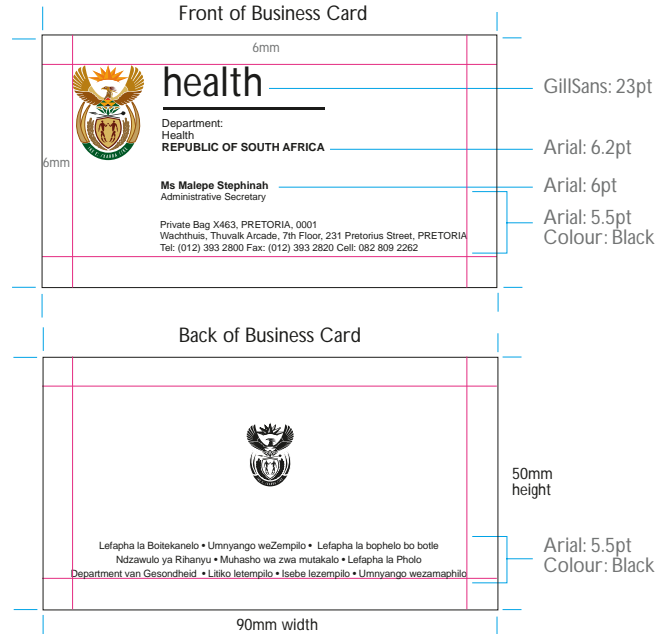 Front of Business Card
6mm
health
GillSans: 23pt
Department:
Health
REPUBLIC OF SOUTH AFRICA
Arial: 6.2pt
6mm
Ms Malepe Stephinah
Arial: 6pt
Administrative Secretary
Arial: 5.5pt
Colour: Black
Private Bag X463, PRETORIA, 0001
Wachthuis, Thuvalk Arcade, 7th Floor, 231 Pretorius Street, PRETORIA
Tel: (012) 393 2800 Fax: (012) 393 2820 Cell: 082 809 2262
Back of Business Card
50mm
height
Lefapha la Boitekanelo • Umnyango weZempilo • Lefapha la bophelo bo botle
Ndzawulo ya Rihanyu • Muhasho wa zwa mutakalo • Lefapha la Pholo
Department van Gesondheid • Litiko letempilo • Isebe lezempilo • Umnyango wezamaphilo
Arial: 5.5pt
Colour: Black
90mm width